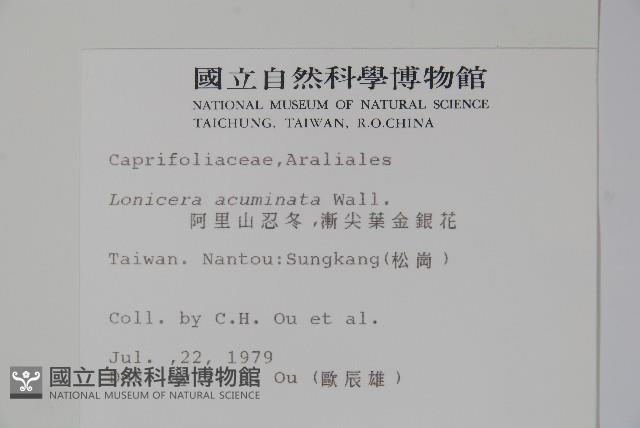 國立自然科學博物館
NATIONAL MUSEUM OF NATURAL SCIENCE
TAICHUNG, TAIWAN, R.O.CHINA
Caprifoliaceae,Araliales
Lonicera acuminata Wall.
阿里山忍冬,漸尖葉金銀花
Taiwan. Nantou:Sungkang(松崗)
Coll. by C.H. Ou et al.
Jul. ,22, 1979
Ou (歐辰雄)
國立自然科學博物館
NATIONAL MUSEUM OF NATURAL SCIENCE